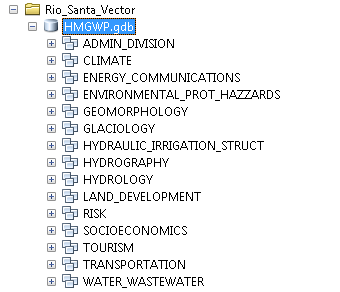 Rio_Santa_Vector
HMGWP.gdb
ADMIN_DIVISION
CLIMATE
ENERGY_COMMUNICATIONS
ENVIRONMENTAL_PROT_HAZZARDS
GEOMORPHOLOGY
GLACIOLOGY
HYDRAULIC_IRRIGATION_STRUCT
HYDROGRAPHY
HYDROLOGY
LAND_DEVELOPMENT
RISK
SOCIOECONOMICS
TOURISM
TRANSPORTATION
WATER_WASTEWATER